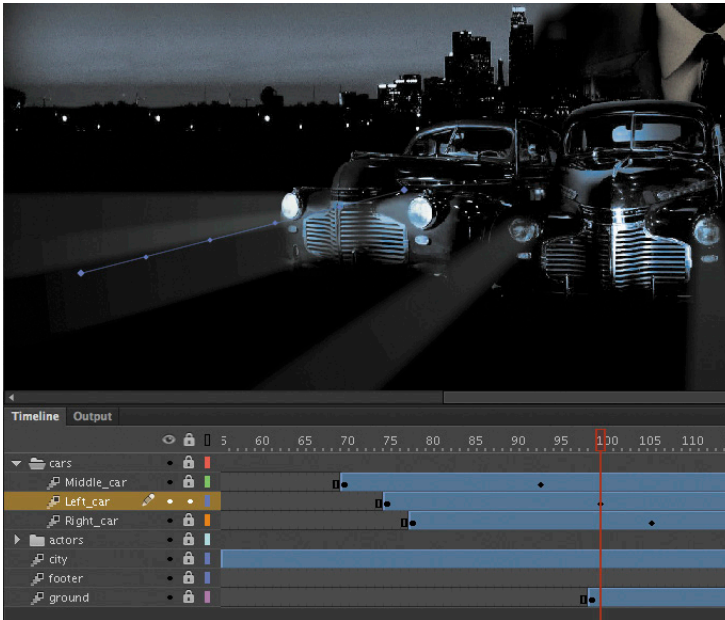 Timeline Output
5 60 65 70 75 80 85 90 95 100 105 110
cars
Middle_car
Left_car
Right_car
actors
city
footer
ground